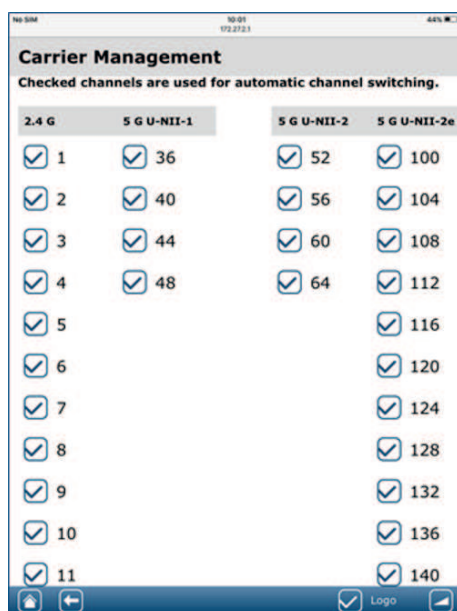 No SIM 10:01 44%
172.27.2.1
Carrier Management
Checked channels are used for automatic channel switching.
2.4 G 5 G U-NII-1 5 G U-NII-2 5 G U-NII-2e
1 36 52 100
2 40 56 104
3 44 60 108
4 48 64 112
5 116
6 120
7 124
8 128
9 132
10 136
11 140
Logo